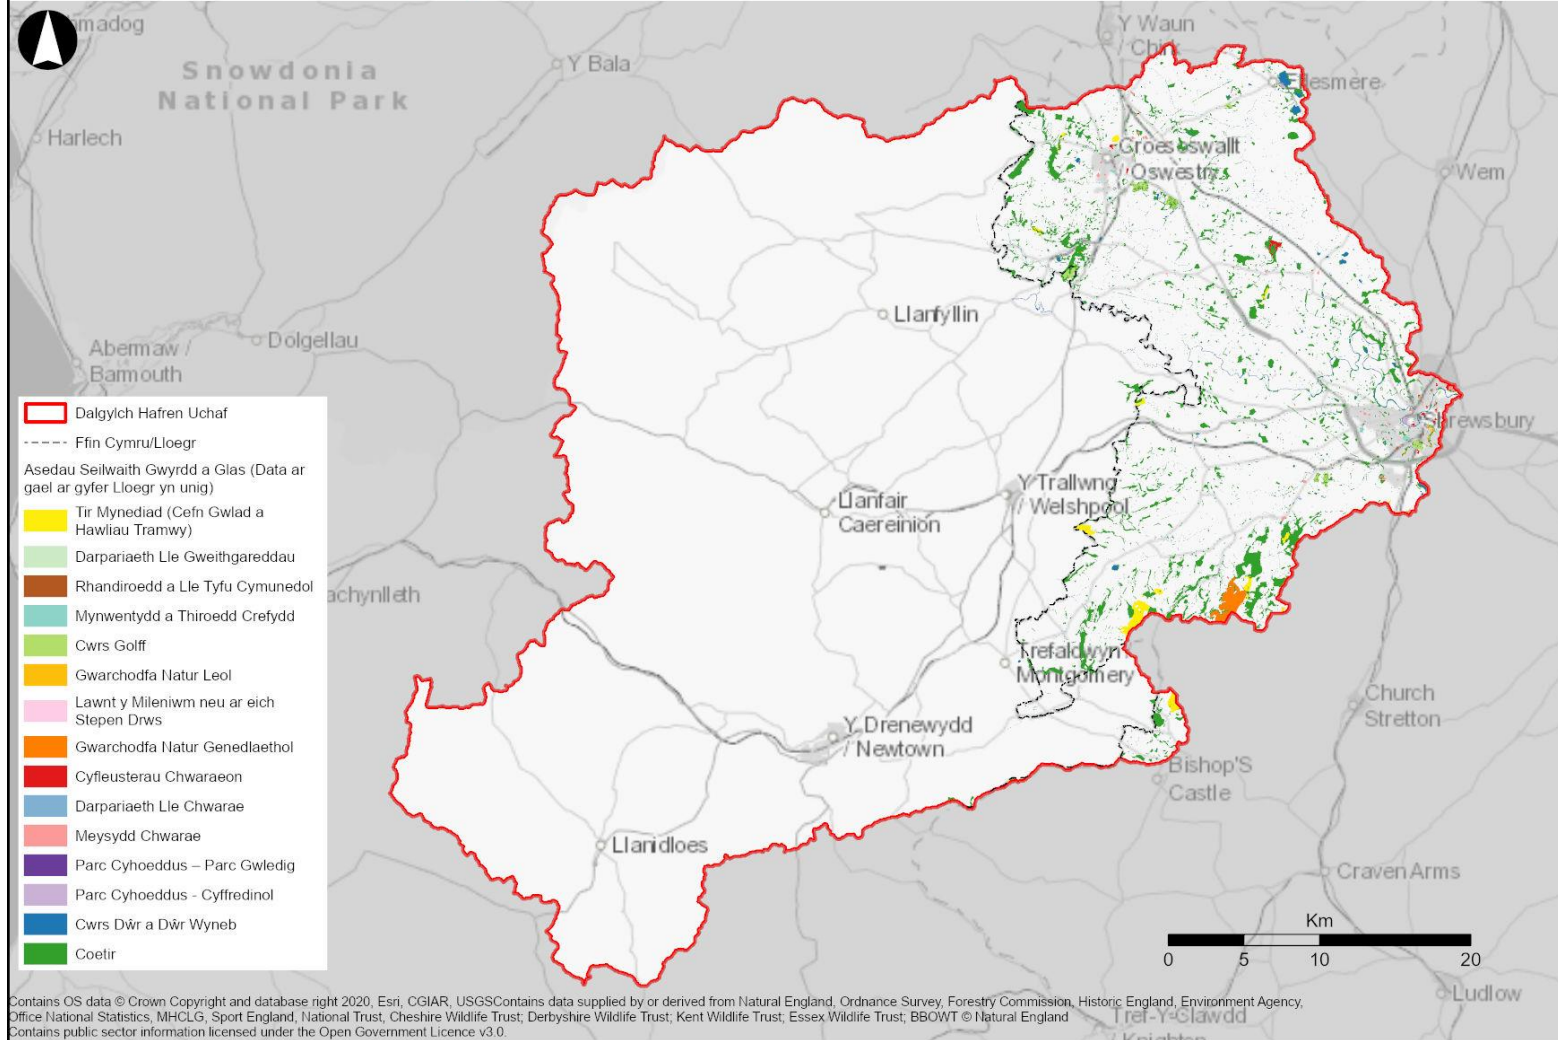 madog
Snowdonia
National Park
Y Bala
Harlech
Y Waun
/ Chirk
Ellesmere
Croesoswallt
/ Oswestry
Wem
Llanfyllin
Dolgellau
Abermaw /
Barmouth
Shrewsbury
Y Trallwng
/ Welshpool
Llanfair
Caereinion
achynlleth
Trefaldwyn
Montgomery
Church
Stretton
Y Drenewydd
/ Newtown
Bishop'S
Castle
Llanidloes
Craven Arms
Ludlow
Tref-Y-Clawdd
/ Knighton
Dalgylch Hafren Uchaf
Ffin Cymru/Lloegr
Asedau Seilwaith Gwyrdd a Glas (Data ar
gael ar gyfer Lloegr yn unig)
Tir Mynediad (Cefn Gwlad a
Hawliau Tramwy)
Darpariaeth Lle Gweithgareddau
Rhandiroedd a Lle Tyfu Cymunedol
Mynwentydd a Thiroedd Crefydd
Cwrs Golff
Gwarchodfa Natur Leol
Lawnt y Mileniwm neu ar eich
Stepen Drws
Gwarchodfa Natur Genedlaethol
Cyfleusterau Chwaraeon
Darpariaeth Lle Chwarae
Meysydd Chwarae
Parc Cyhoeddus – Parc Gwledig
Parc Cyhoeddus - Cyffredinol
Cwrs Dŵr a Dŵr Wyneb
Coetir
Km
0 5 10 20
Contains OS data © Crown Copyright and database right 2020, Esri, CGIAR, USGSContains data supplied by or derived from Natural England, Ordnance Survey, Forestry Commission, Historic England, Environment Agency,
Office National Statistics, MHCLG, Sport England, National Trust, Cheshire Wildlife Trust; Derbyshire Wildlife Trust; Kent Wildlife Trust; Essex Wildlife Trust; BBOWT © Natural England
Contains public sector information licensed under the Open Government Licence v3.0.